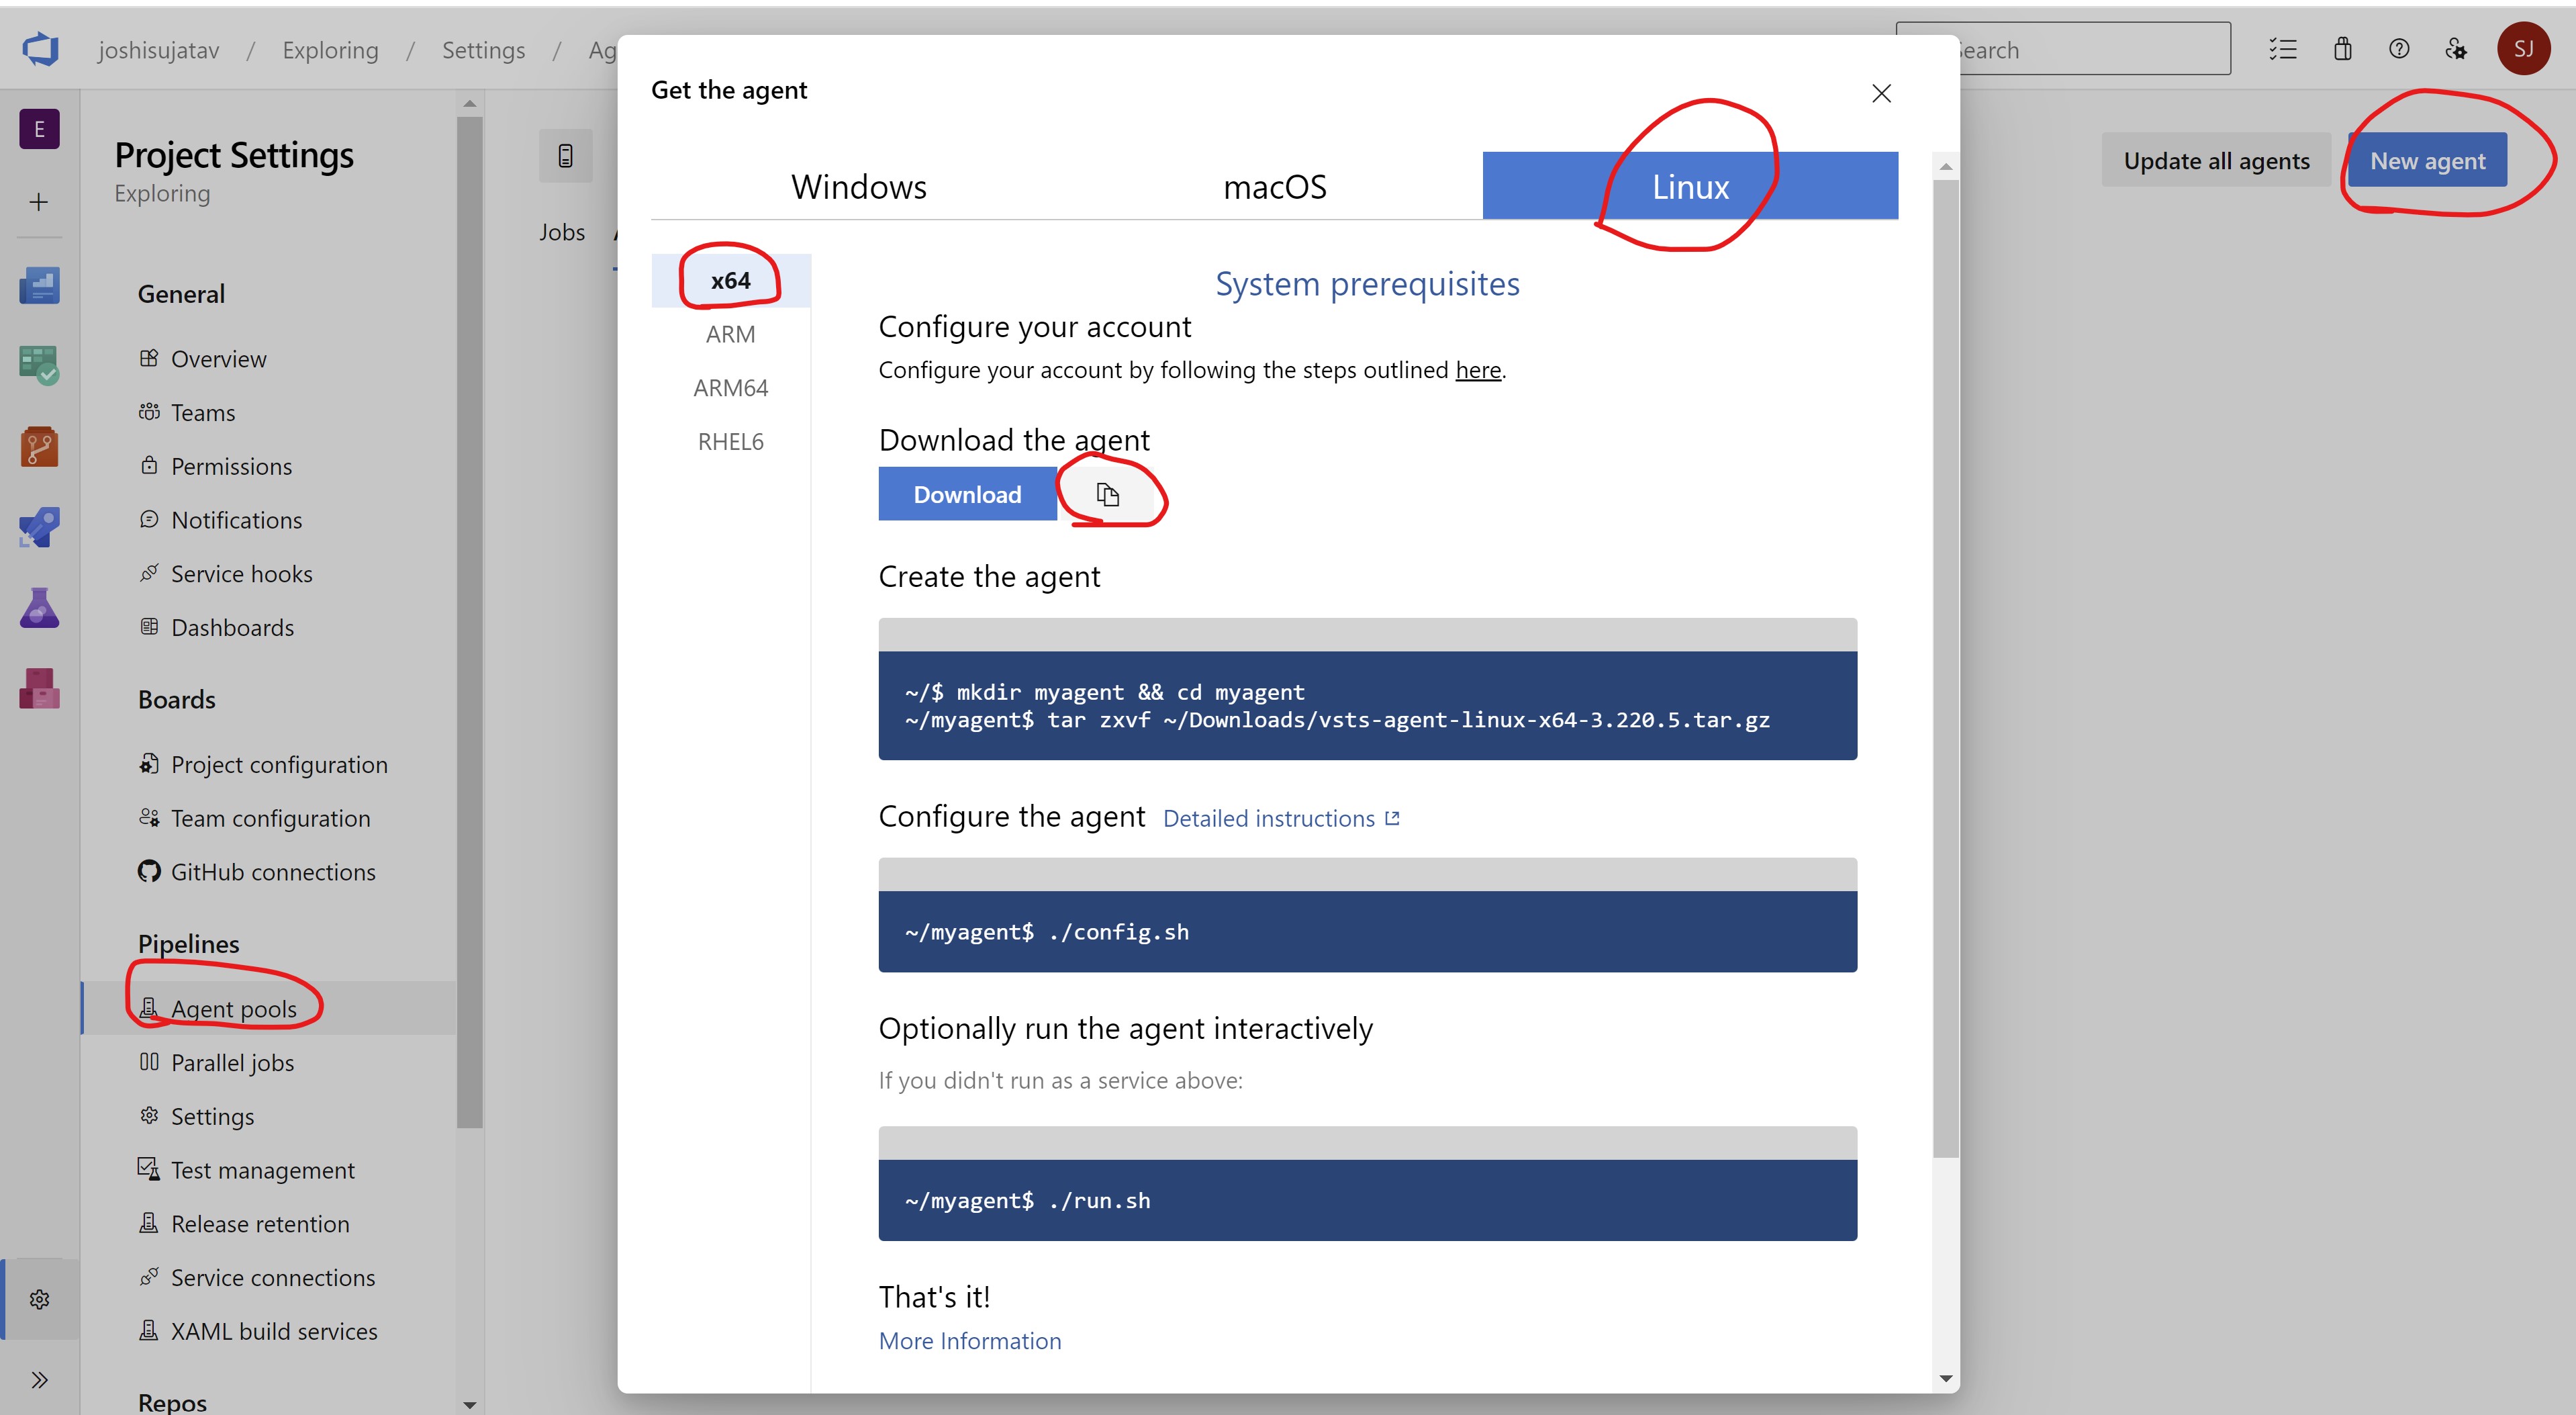 joshisujatav / Exploring / Settings / Ag
Search
SJ
E
Project Settings
Exploring
General
Overview
Teams
Permissions
Notifications
Service hooks
Dashboards
Boards
Project configuration
Team configuration
GitHub connections
Pipelines
Agent pools
Parallel jobs
Settings
Test management
Release retention
Service connections
XAML build services
Repos
Jobs
Update all agents
New agent
Get the agent
Windows
macOS
Linux
x64
ARM
ARM64
RHEL6
System prerequisites
Configure your account
Configure your account by following the steps outlined here.
Download the agent
Download
Create the agent
~/$ mkdir myagent && cd myagent
~/myagent$ tar zxvf ~/Downloads/vsts-agent-linux-x64-3.220.5.tar.gz
Configure the agent Detailed instructions
~/myagent$ ./config.sh
Optionally run the agent interactively
If you didn't run as a service above:
~/myagent$ ./run.sh
That's it!
More Information